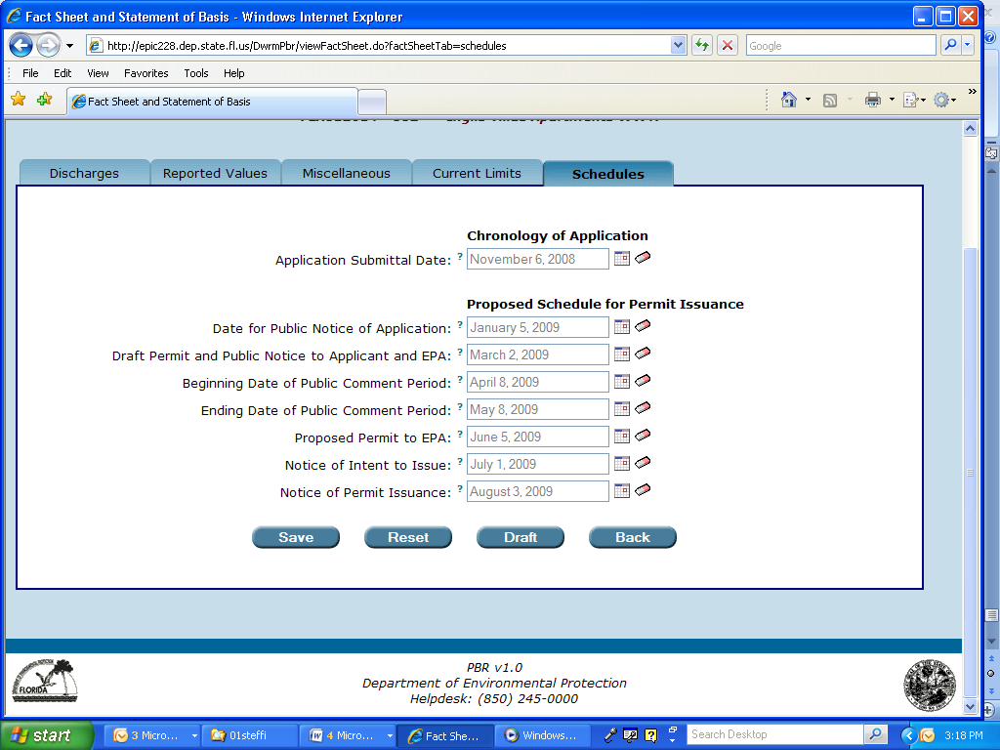 Fact Sheet and Statement of Basis - Windows Internet Explorer
http://epic228.dep.state.fl.us/DwrmPbr/viewFactSheet.do?factSheetTab=schedules
Google
File Edit View Favorites Tools Help
Fact Sheet and Statement of Basis
Discharges Reported Values Miscellaneous Current Limits Schedules
Chronology of Application
Application Submittal Date: ? November 6, 2008
Proposed Schedule for Permit Issuance
Date for Public Notice of Application: ? January 5, 2009
Draft Permit and Public Notice to Applicant and EPA: ? March 2, 2009
Beginning Date of Public Comment Period: ? April 8, 2009
Ending Date of Public Comment Period: ? May 8, 2009
Proposed Permit to EPA: ? June 5, 2009
Notice of Intent to Issue: ? July 1, 2009
Notice of Permit Issuance: ? August 3, 2009
Save Reset Draft Back
FLORIDA
PBR v1.0
Department of Environmental Protection
Helpdesk: (850) 245-0000
start 3 Micro... 01steffi 4 Micro... Fact She... Windows... Search Desktop 3:18 PM